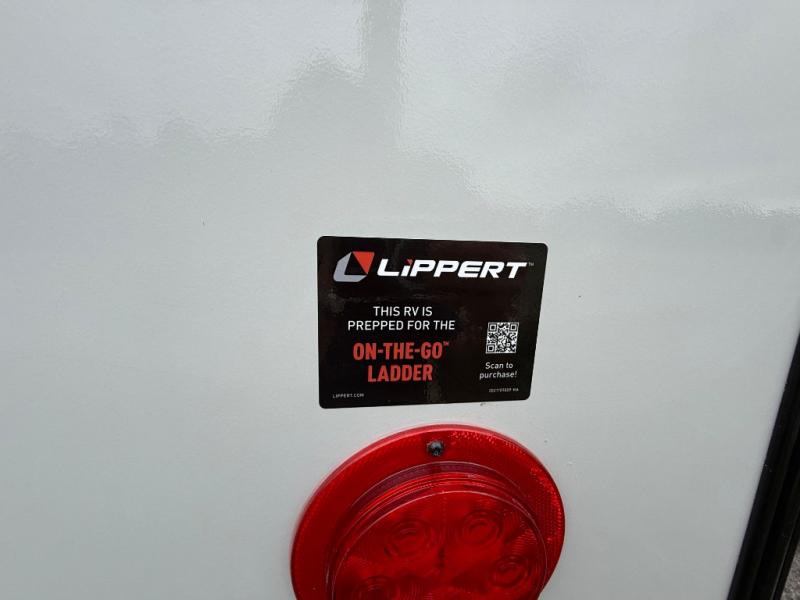 LiPPERT™
THIS RV IS
PREPPED FOR THE
ON-THE-GO™
LADDER
Scan to
purchase!
LIPPERT.COM